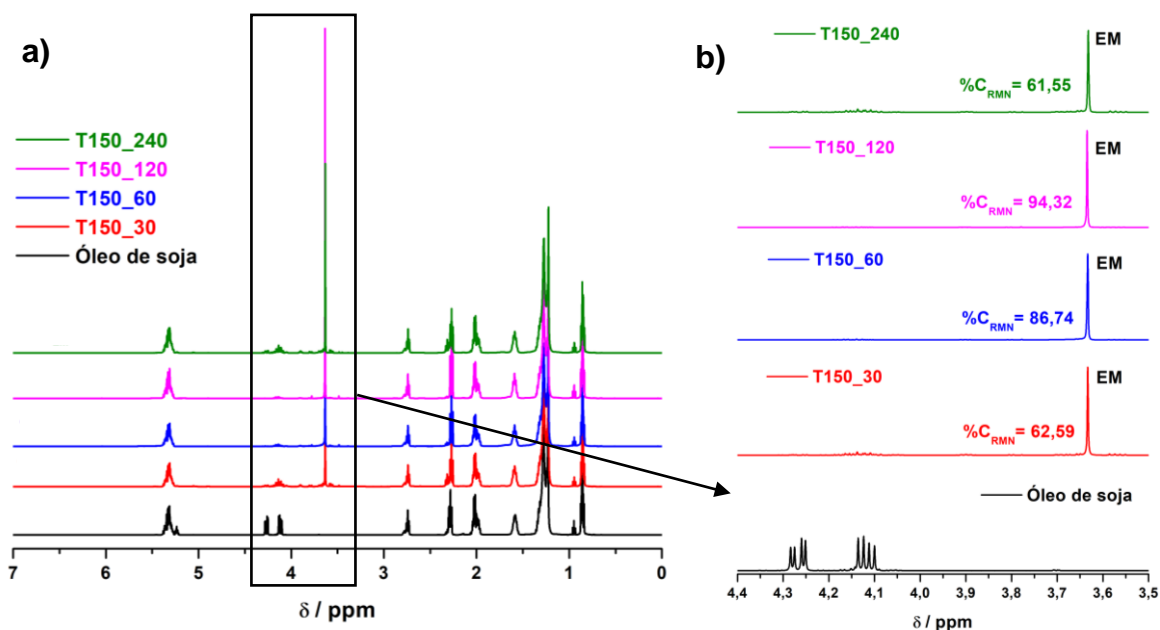 a)
T150_240
T150_120
T150_60
T150_30
Óleo de soja
7 6 5 4 3 2 1 0
δ / ppm
b)
T150_240
EM
%C_RMN = 61,55
T150_120
EM
%C_RMN = 94,32
T150_60
EM
%C_RMN = 86,74
T150_30
EM
%C_RMN = 62,59
Óleo de soja
4,4 4,3 4,2 4,1 4,0 3,9 3,8 3,7 3,6 3,5
δ / ppm